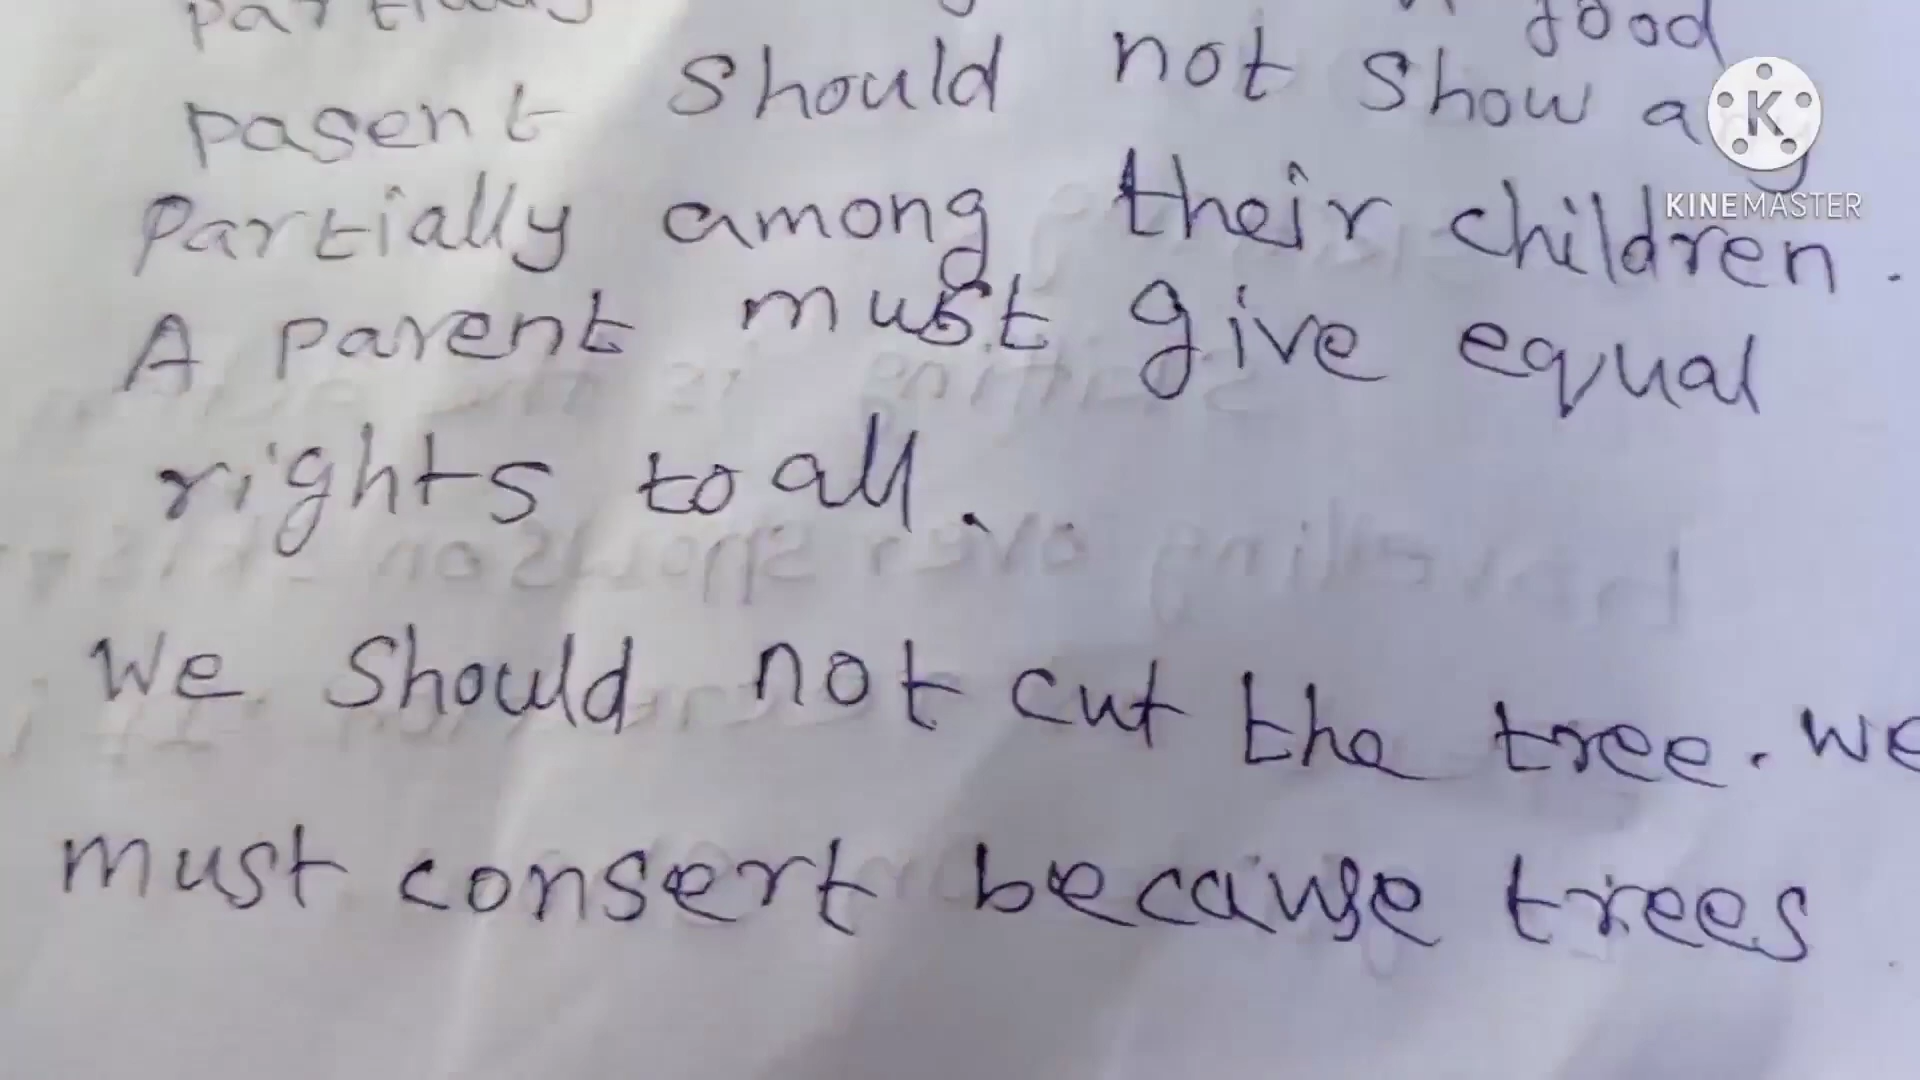 good
pasent should not show any
Partially among their children.
A parent must give equal
rights to all.
We should not cut the tree. We
must consert because trees
KINEMASTER